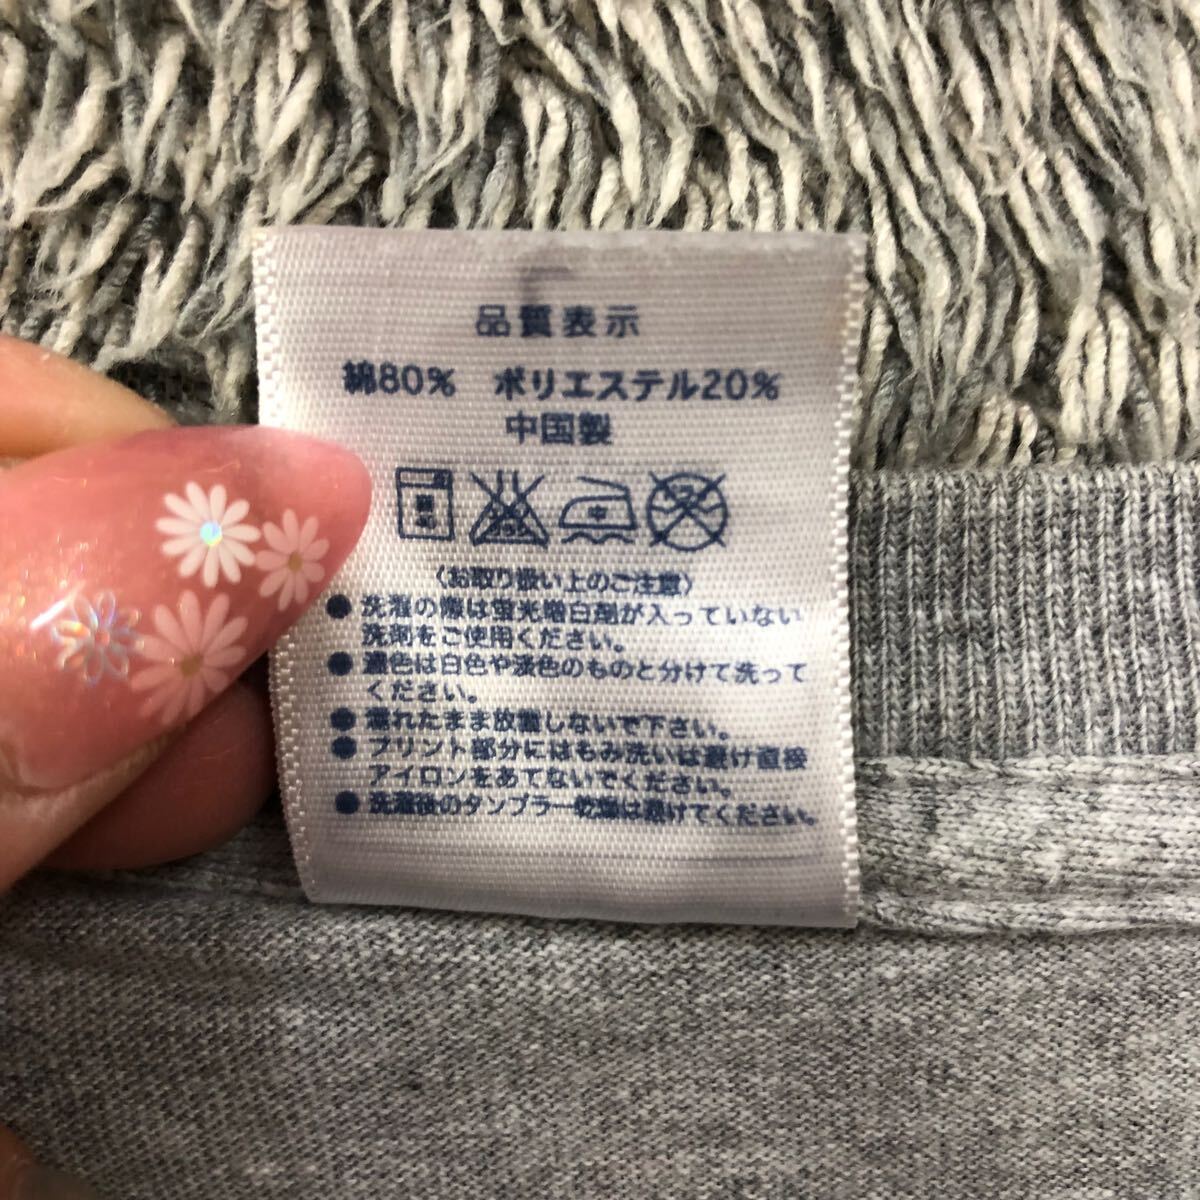 品質表示
綿80% ポリエステル20%
中国製
中
〈お取り扱い上のご注意〉
●洗濯の際は蛍光増白剤が入っていない
洗剤をご使用ください。
●濃色は白色や淡色のものと分けて洗って
ください。
●濡れたまま放置しないで下さい。
●プリント部分にはもみ洗いは避け直接
アイロンをあてないでください。
●洗濯後のタンブラー乾燥は避けてください。